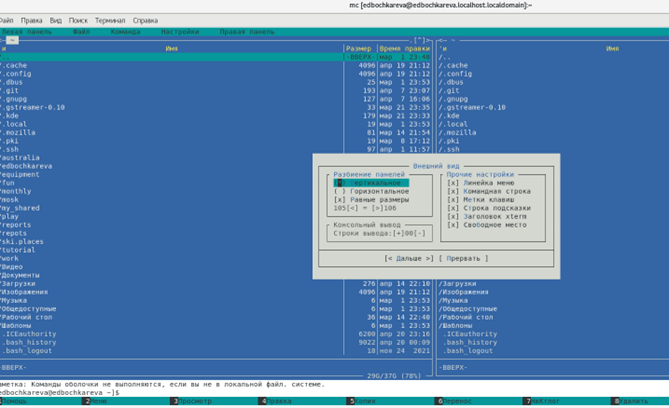 mc [edbochkareva@edbochkareva.localhost.localdomain]:~
Файл Правка Вид Поиск Терминал Справка
Левая панель Файл Команда Настройки Правая панель
~ .[^]> <- ~
'и Имя Размер Время правки 'и Имя
/.. -ВВЕРХ- мар 1 23:48 /..
/.cache 4096 апр 19 21:12 /.cache
/.config 4096 апр 19 21:12 /.config
/.dbus 25 мар 1 23:53 /.dbus
/.git 193 апр 7 23:07 /.git
/.gnupg 127 апр 7 16:06 /.gnupg
/.gstreamer-0.10 33 мар 21 23:35 /.gstreamer-0.10
/.kde 179 мар 21 23:33 /.kde
/.local 19 мар 1 23:53 /.local
/.mozilla 81 мар 14 21:54 /.mozilla
/.pki 19 мар 8 17:12 /.pki
/.ssh 97 апр 1 11:57 /.ssh
/australia
/edbochkareva
/equipment
/fun
/monthly
/mosk
/my_shared
/play
/reports
/repots
/ski.places
/tutorial
/work
/Видео
/Документы
Внешний вид
Разбиение панелей
Вертикальное
( ) Горизонтальное
[x] Равные размеры
105[<] = [>]106
Консольный вывод
Строки вывода:[+]00[-]
Прочие настройки
[x] Линейка меню
[x] Командная строка
[x] Метки клавиш
[x] Строка подсказки
[x] Заголовок xterm
[x] Свободное место
[< Дальше >] [ Прервать ]
/Загрузки 276 апр 14 22:10 /Загрузки
/Изображения 4096 апр 19 21:12 /Изображения
/Музыка 6 мар 1 23:53 /Музыка
/Общедоступные 6 мар 1 23:53 /Общедоступные
/Рабочий стол 36 мар 14 22:40 /Рабочий стол
/Шаблоны 6 мар 1 23:53 /Шаблоны
.ICEauthority 6200 апр 20 23:16 .ICEauthority
.bash_history 9022 апр 20 00:09 .bash_history
.bash_logout 18 ноя 24 2021 .bash_logout
-ВВЕРХ- -ВВЕРХ-
29G/37G (78%)
аметка: Команды оболочки не выполняются, если вы не в локальной файл. системе.
edbochkareva@edbochkareva ~]$
1Помощь 2Меню 3Просмотр 4Правка 5Копия 6Перенос 7НвКтлог 8Удалить